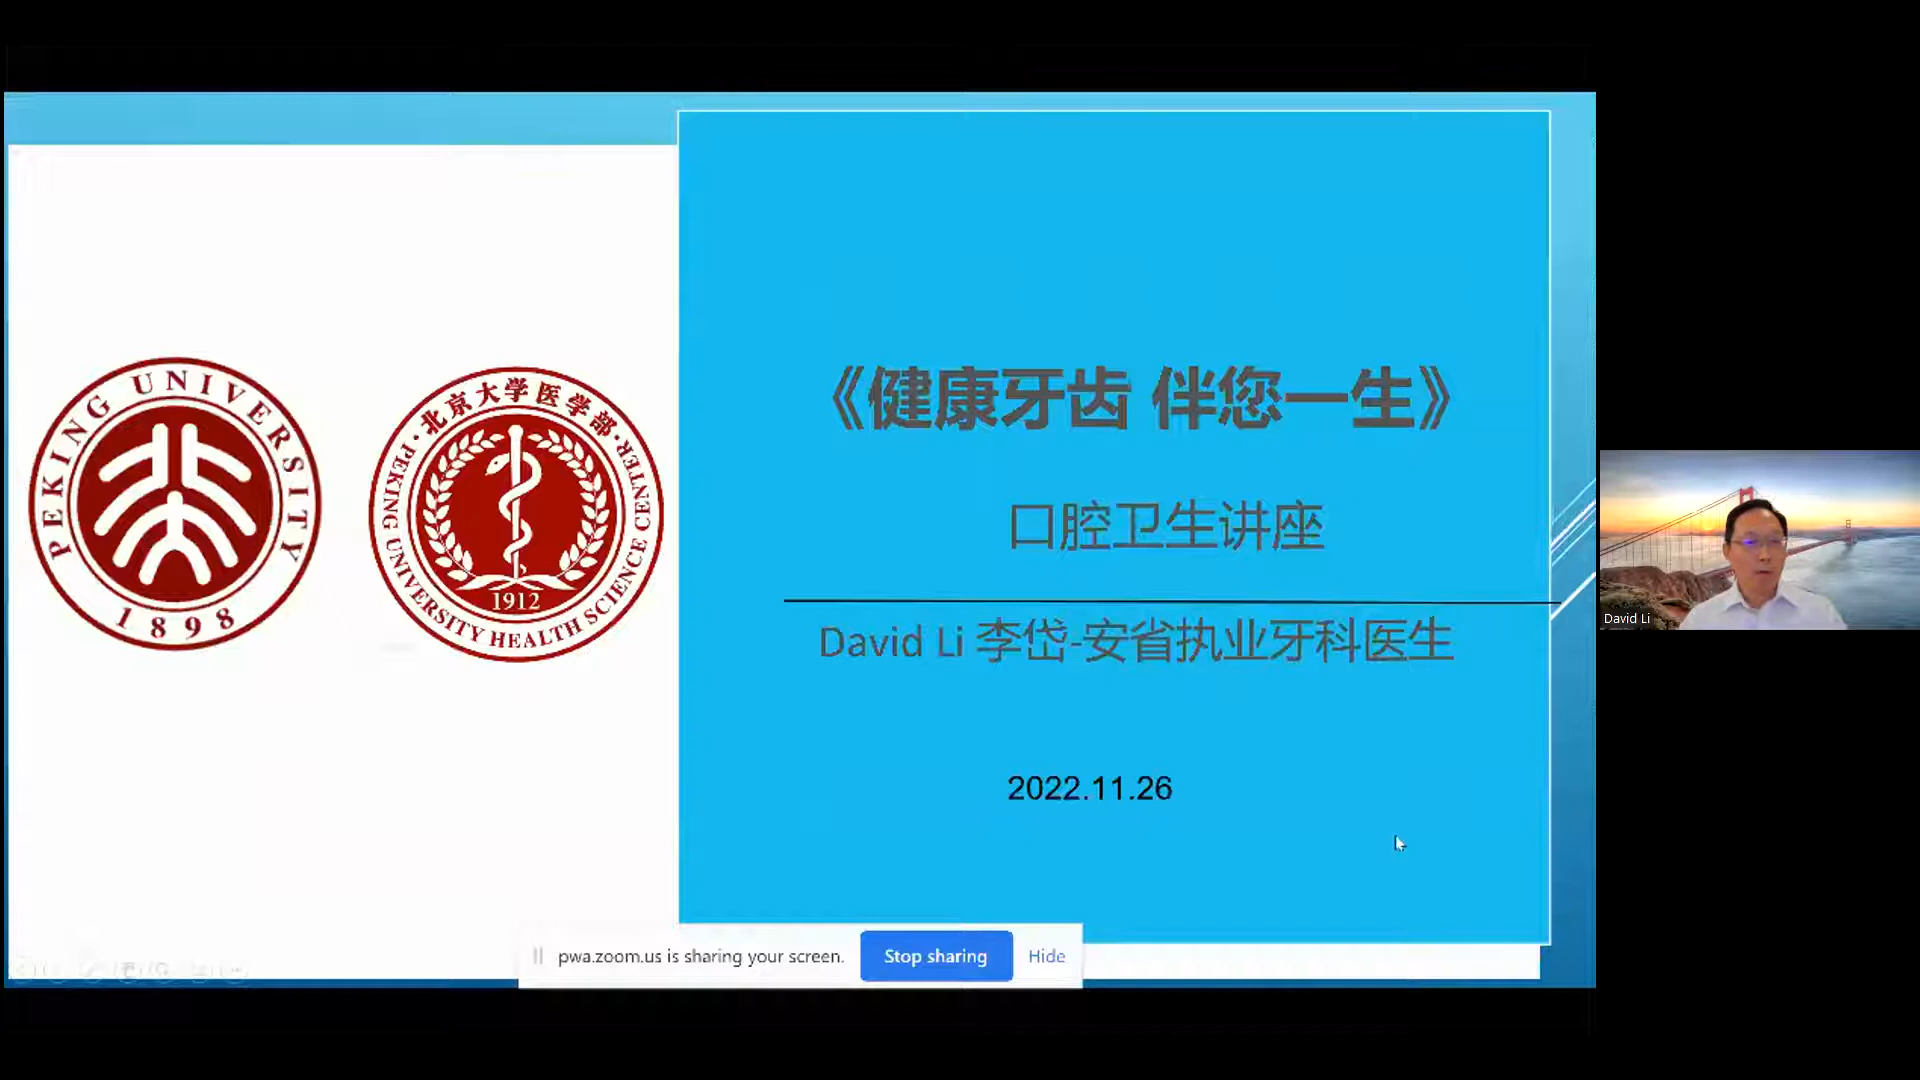 PEKING UNIVERSITY
1898
·北京大学医学部·
PEKING UNIVERSITY HEALTH SCIENCE CENTER
1912
《健康牙齿 伴您一生》
口腔卫生讲座
David Li 李岱-安省执业牙科医生
2022.11.26
pwa.zoom.us is sharing your screen.
Stop sharing
Hide
David Li